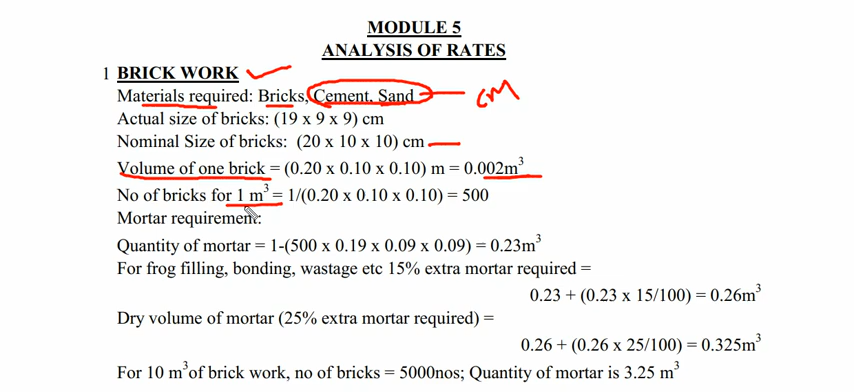 MODULE 5
ANALYSIS OF RATES
1 BRICK WORK
Materials required: Bricks, Cement, Sand CM
Actual size of bricks: (19 x 9 x 9) cm
Nominal Size of bricks: (20 x 10 x 10) cm
Volume of one brick = (0.20 x 0.10 x 0.10) m = 0.002m³
No of bricks for 1 m³ = 1/(0.20 x 0.10 x 0.10) = 500
Mortar requirement:
Quantity of mortar = 1-(500 x 0.19 x 0.09 x 0.09) = 0.23m³
For frog filling, bonding, wastage etc 15% extra mortar required =
0.23 + (0.23 x 15/100) = 0.26m³
Dry volume of mortar (25% extra mortar required) =
0.26 + (0.26 x 25/100) = 0.325m³
For 10 m³of brick work, no of bricks = 5000nos; Quantity of mortar is 3.25 m³